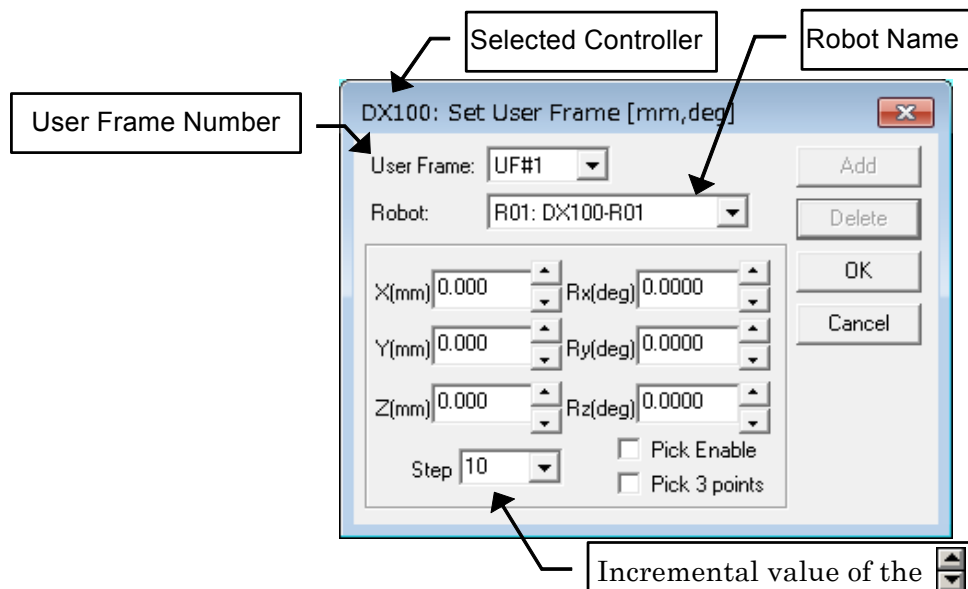 Selected Controller
Robot Name
User Frame Number
DX100: Set User Frame [mm,deg]
User Frame: UF#1
Add
Robot: R01: DX100-R01
Delete
X(mm) 0.000 Rx(deg) 0.0000
OK
Y(mm) 0.000 Ry(deg) 0.0000
Cancel
Z(mm) 0.000 Rz(deg) 0.0000
Step 10
Pick Enable
Pick 3 points
Incremental value of the